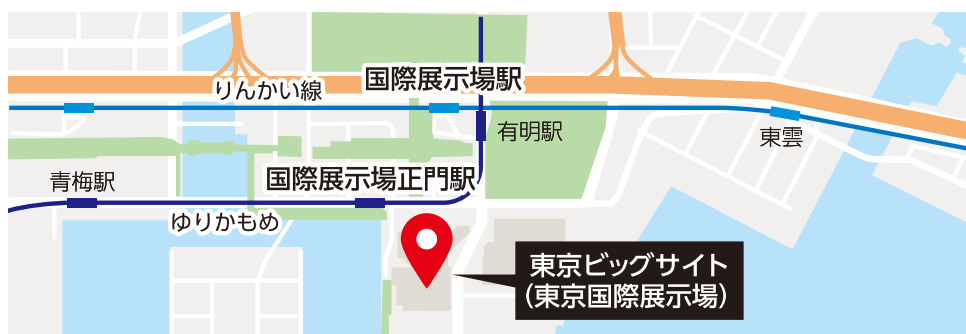 国際展示場駅
りんかい線
有明駅
東雲
青梅駅
国際展示場正門駅
ゆりかもめ
東京ビッグサイト
(東京国際展示場)